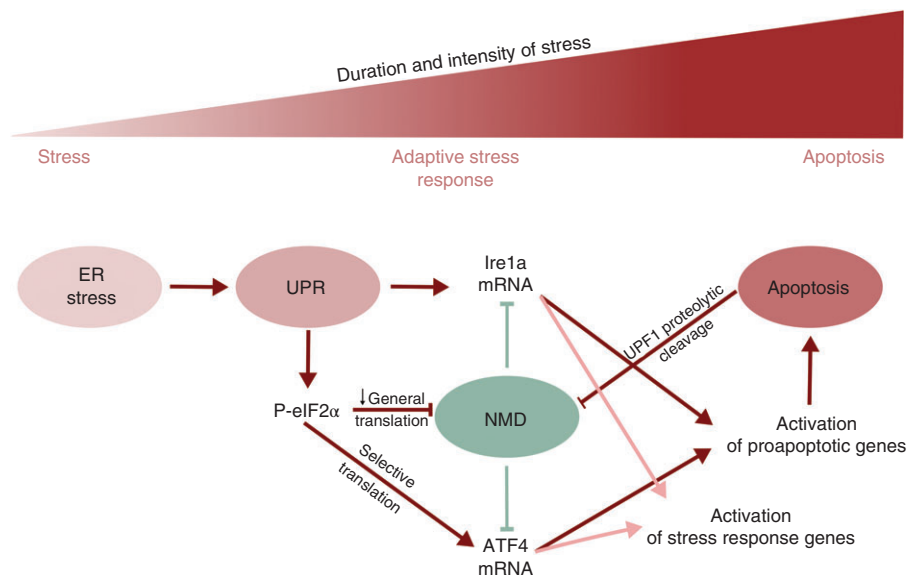 Duration and intensity of stress
Stress
Adaptive stress
response
Apoptosis
ER
stress
UPR
Ire1a
mRNA
Apoptosis
UPF1 proteolytic
cleavage
P-eIF2α
↓General
translation
NMD
Selective
translation
Activation
of proapoptotic genes
ATF4
mRNA
Activation
of stress response genes